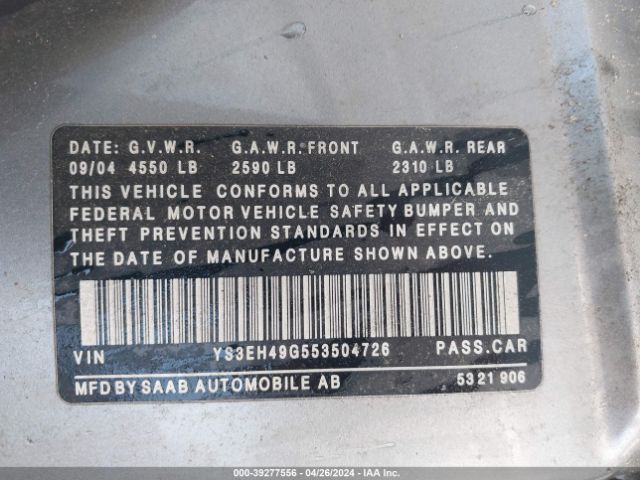 DATE: G.V.W.R. G.A.W.R. FRONT G.A.W.R. REAR
09/04 4550 LB 2590 LB 2310 LB
THIS VEHICLE CONFORMS TO ALL APPLICABLE
FEDERAL MOTOR VEHICLE SAFETY BUMPER AND
THEFT PREVENTION STANDARDS IN EFFECT ON
THE DATE OF MANUFACTURE SHOWN ABOVE.
VIN YS3EH49G553504726 PASS.CAR
MFD BY SAAB AUTOMOBILE AB 5321 906
000-39277556 - 04/26/2024 - IAA Inc.